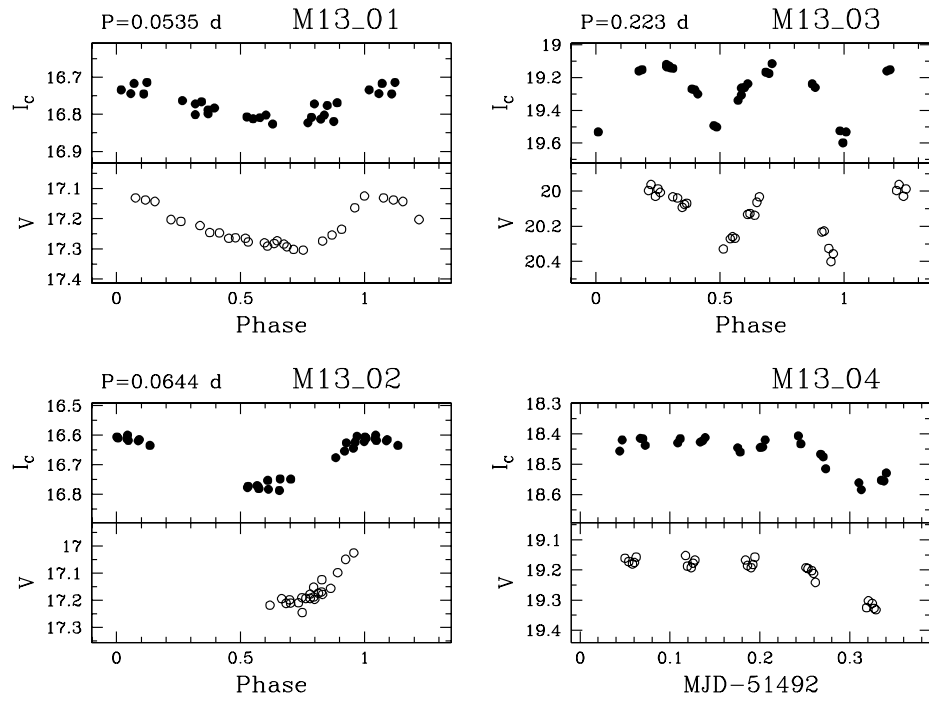 P=0.0535 d M13_01
16.7
16.8
16.9
I_c
17.1
17.2
17.3
17.4
V
0 0.5 1
Phase
P=0.223 d M13_03
19
19.2
19.4
19.6
I_c
20
20.2
20.4
V
0 0.5 1
Phase
P=0.0644 d M13_02
16.5
16.6
16.7
16.8
I_c
17
17.1
17.2
17.3
V
0 0.5 1
Phase
M13_04
18.3
18.4
18.5
18.6
I_c
19.1
19.2
19.3
19.4
V
0 0.1 0.2 0.3
MJD-51492